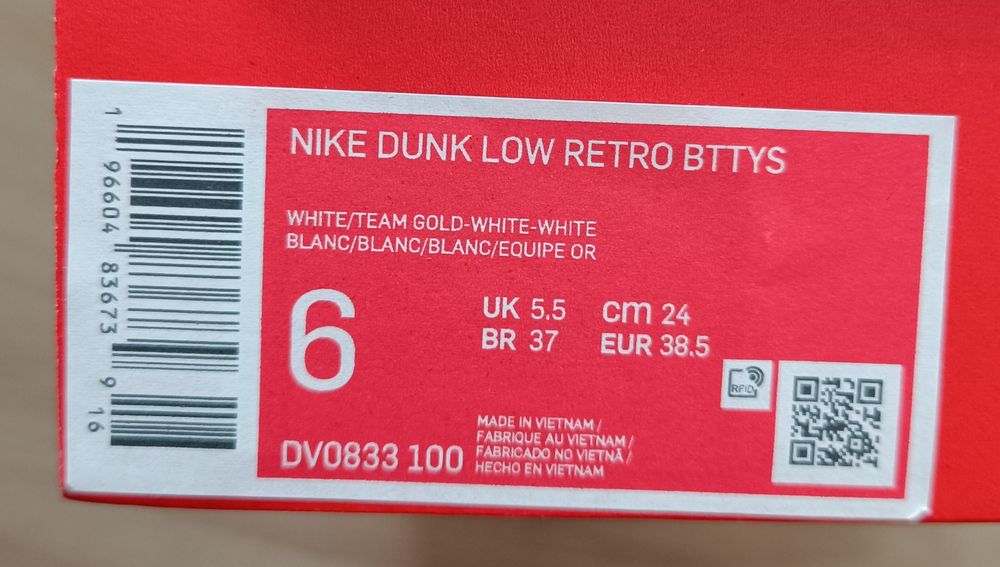 NIKE DUNK LOW RETRO BTTYS
WHITE/TEAM GOLD-WHITE-WHITE
BLANC/BLANC/BLANC/EQUIPE OR
6
UK 5.5 cm 24
BR 37 EUR 38.5
RFID
DV0833 100
MADE IN VIETNAM /
FABRIQUE AU VIETNAM /
FABRICADO NO VIETNÃ /
HECHO EN VIETNAM
1 96604 83673 9 16